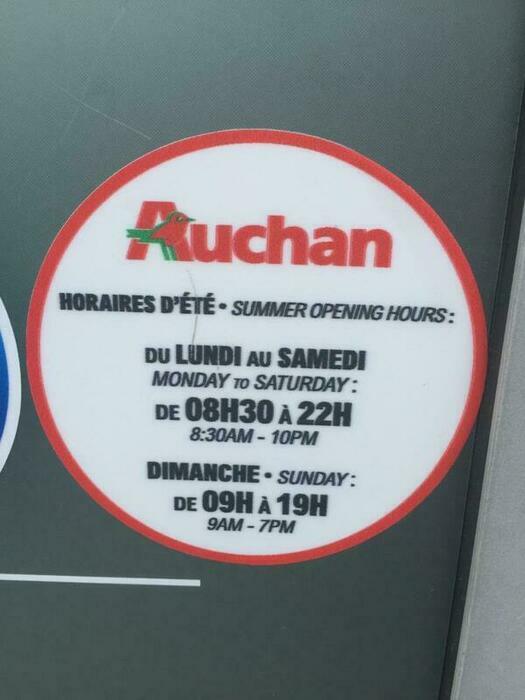 Auchan
HORAIRES D'ÉTÉ • SUMMER OPENING HOURS :
DU LUNDI AU SAMEDI
MONDAY TO SATURDAY :
DE 08H30 À 22H
8:30AM - 10PM
DIMANCHE • SUNDAY :
DE 09H À 19H
9AM - 7PM